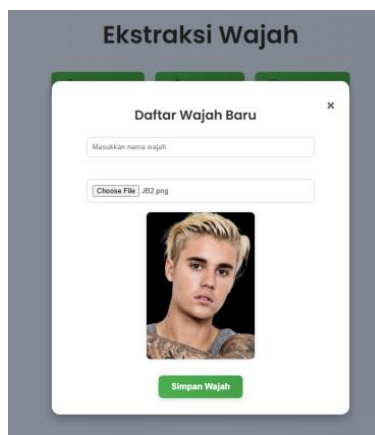 Ekstraksi Wajah
Daftar Wajah Baru
×
Masukkan nama wajah
Choose File JB2.png
Simpan Wajah